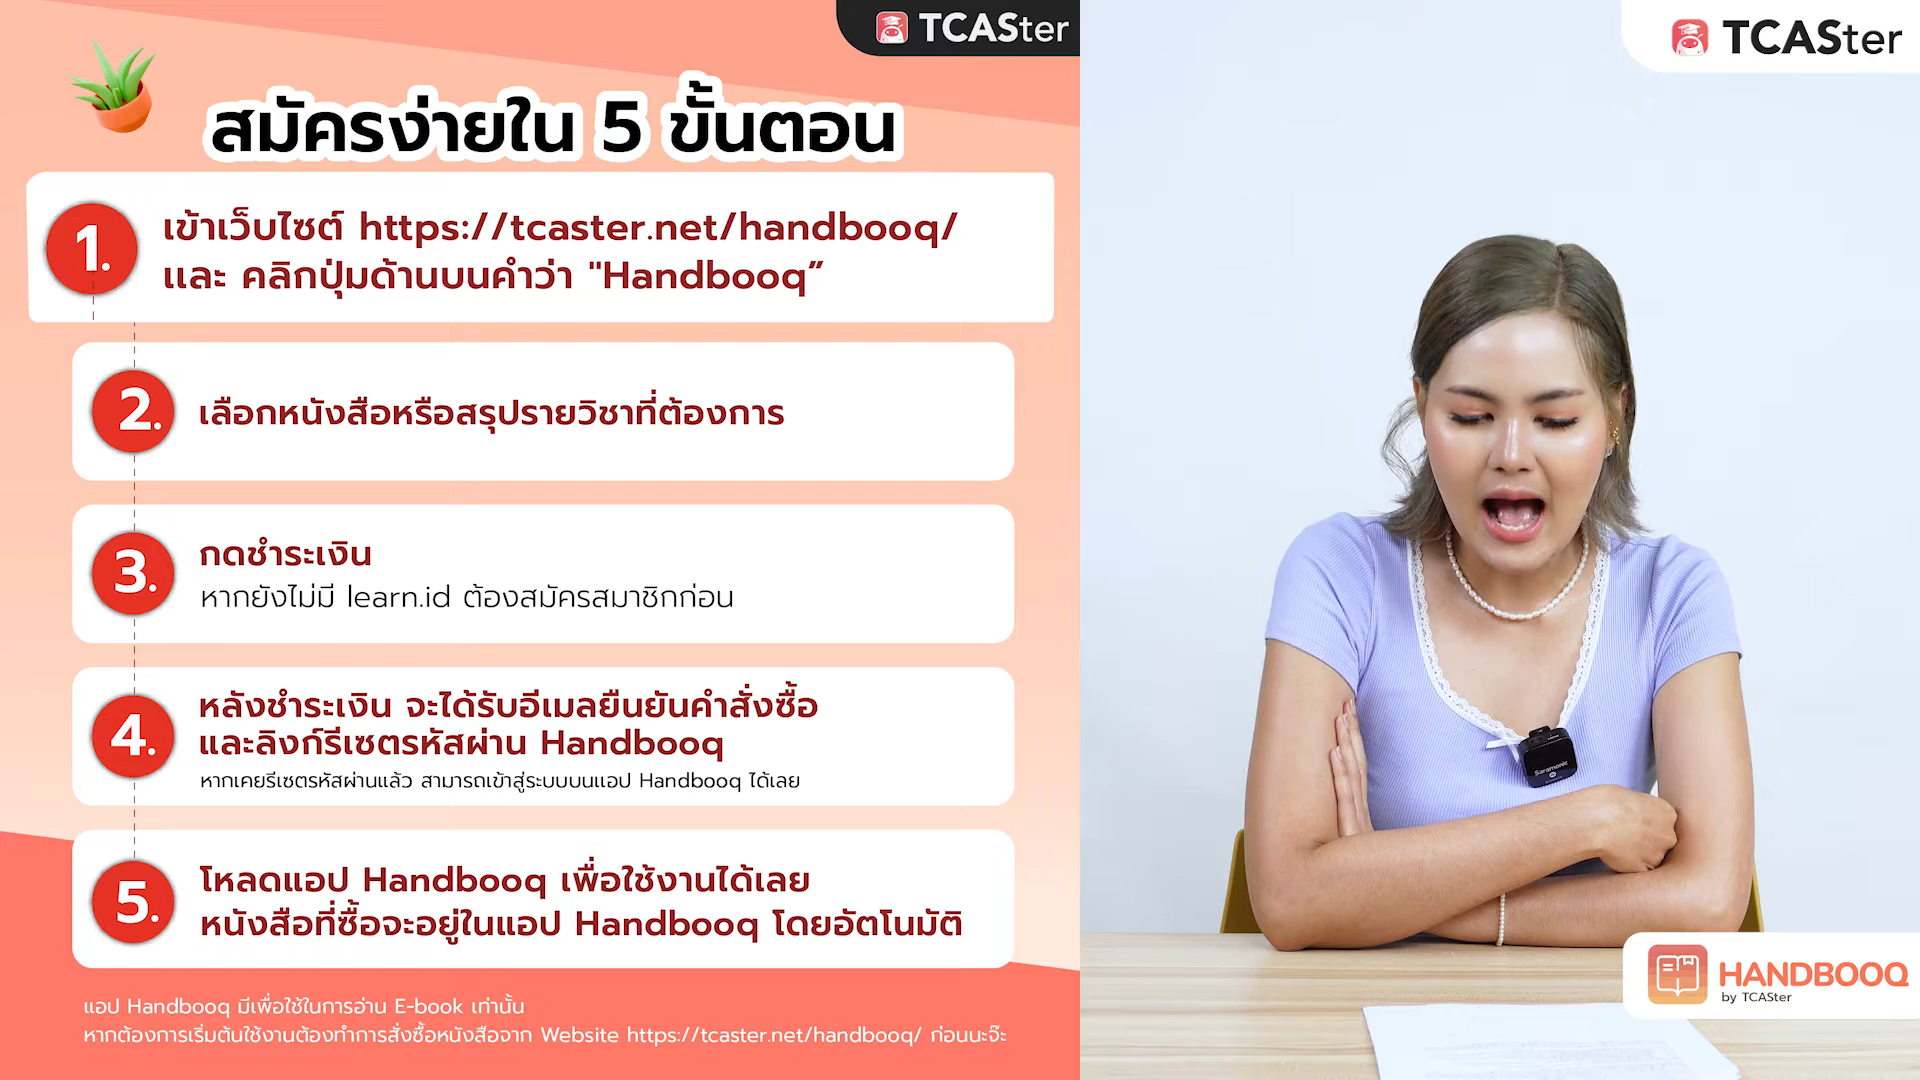 TCASter
สมัครง่ายใน 5 ขั้นตอน
1.
เข้าเว็บไซต์ https://tcaster.net/handbooq/
และ คลิกปุ่มด้านบนคำว่า "Handbooq”
2.
เลือกหนังสือหรือสรุปรายวิชาที่ต้องการ
3.
กดชำระเงิน
หากยังไม่มี learn.id ต้องสมัครสมาชิกก่อน
4.
หลังชำระเงิน จะได้รับอีเมลยืนยันคำสั่งซื้อ
และลิงก์รีเซตรหัสผ่าน Handbooq
หากเคยรีเซตรหัสผ่านแล้ว สามารถเข้าสู่ระบบบนแอป Handbooq ได้เลย
5.
โหลดแอป Handbooq เพื่อใช้งานได้เลย
หนังสือที่ซื้อจะอยู่ในแอป Handbooq โดยอัตโนมัติ
แอป Handbooq มีเพื่อใช้ในการอ่าน E-book เท่านั้น
หากต้องการเริ่มต้นใช้งานต้องทำการสั่งซื้อหนังสือจาก Website https://tcaster.net/handbooq/ ก่อนนะจ๊ะ
TCASter
Saramonic
HANDBOOQ
by TCASter